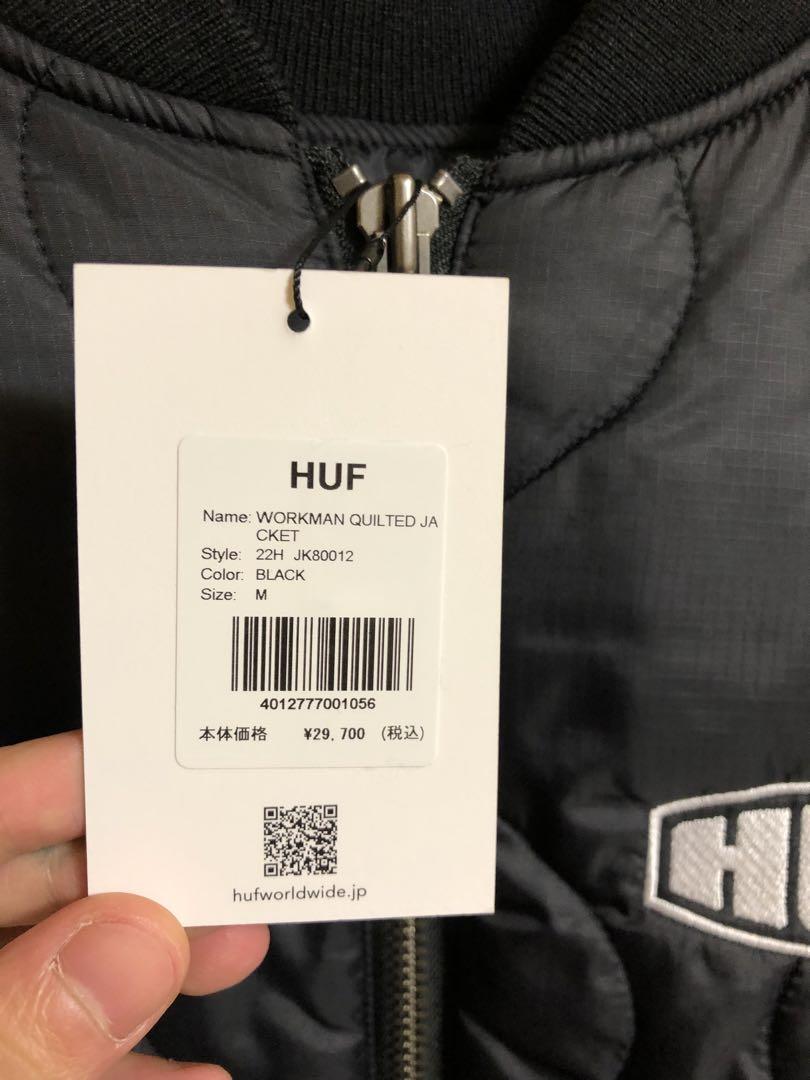 HUF
Name: WORKMAN QUILTED JA
CKET
Style: 22H JK80012
Color: BLACK
Size: M
4012777001056
本体価格 ¥29,700 (税込)
hufworldwide.jp